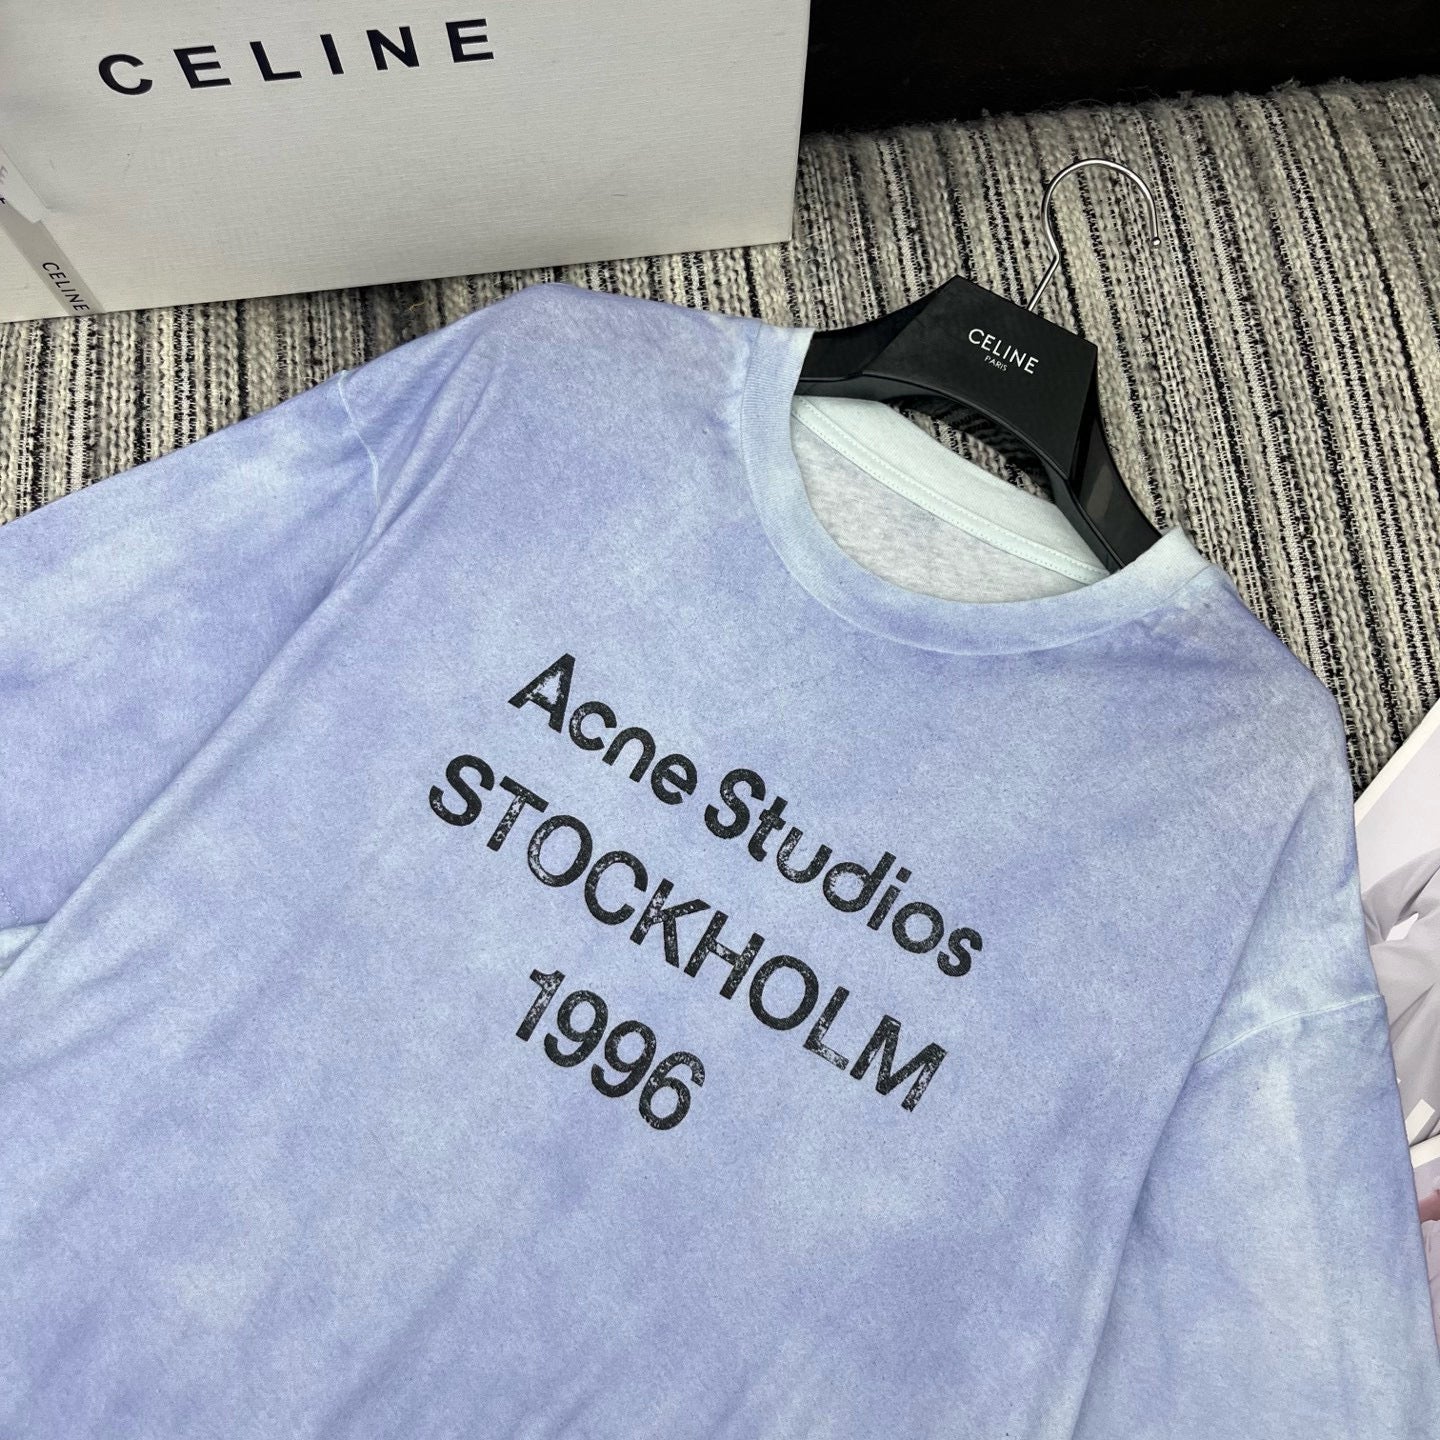 CELINE
CELINE
CELINE
PARIS
Acne Studios
STOCKHOLM
1996